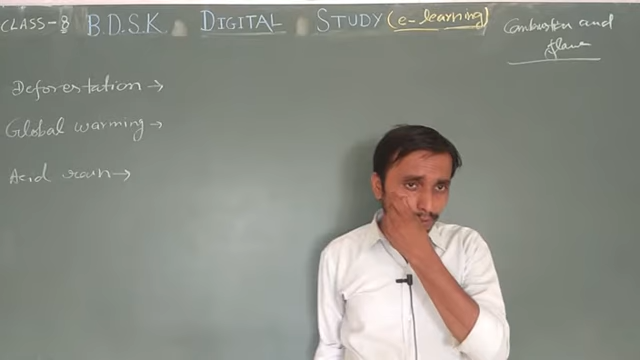 CLASS-8 B.D.S.K. DIGITAL STUDY (e-learning)
Combustion and
flame
Deforestation →
Global warming →
Acid rain →